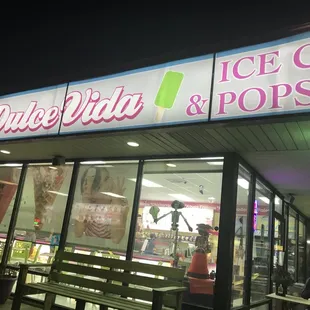 Dulce Vida
ICE C
& POPS